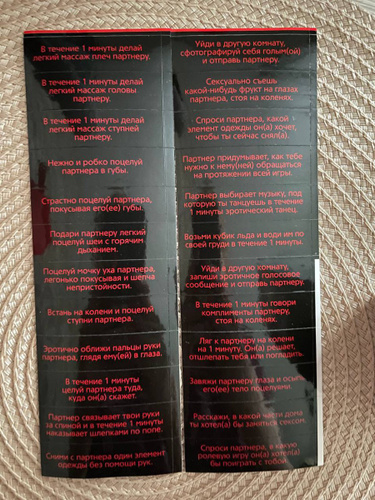 В течение 1 минуты делай
легкий массаж плеч партнеру.
В течение 1 минуты делай
легкий массаж головы
партнеру.
В течение 1 минуты делай
легкий массаж ступней
партнеру.
Нежно и робко поцелуй
партнера в губы.
Страстно поцелуй партнера,
покусывая его(ее) губы.
Подари партнеру легкий
поцелуй шеи с горячим
дыханием.
Поцелуй мочку уха партнера,
легонько покусывая и шепча
непристойности.
Встань на колени и поцелуй
ступни партнера.
Эротично оближи пальцы руки
партнера, глядя ему(ей) в глаза.
В течение 1 минуты
целуй партнера туда,
куда он(а) скажет.
Партнер связывает твои руки
за спиной и в течение 1 минуты
наказывает шлепками по попе.
Сними с партнера один элемент
одежды без помощи рук.
Уйди в другую комнату,
сфотографируй себя голым(ой)
и отправь партнеру.
Сексуально съешь
какой-нибудь фрукт на глазах
партнера, стоя на коленях.
Спроси партнера, какой
элемент одежды он(а) хочет,
чтобы ты сейчас снял(а).
Партнер придумывает, как тебе
нужно к нему(ней) обращаться
на протяжении всей игры.
Партнер выбирает музыку, под
которую ты танцуешь в течение
1 минуты эротический танец.
Возьми кубик льда и води им по
своей груди в течение 1 минуты.
Уйди в другую комнату,
запиши эротичное голосовое
сообщение и отправь партнеру.
В течение 1 минуты говори
комплименты партнеру,
стоя на коленях.
Ляг к партнеру на колени
на 1 минуту. Он(а) решает,
отшлепать тебя или погладить.
Завяжи партнеру глаза и осыпь
его(ее) тело поцелуями.
Расскажи, в какой части дома
ты хотел(а) бы заняться сексом.
Спроси партнера, в какую
ролевую игру он(а) хотел(а)
бы поиграть с тобой.